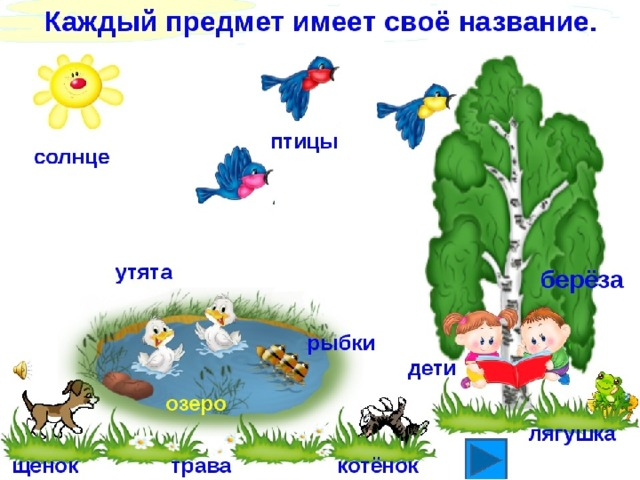 Каждый предмет имеет своё название.
птицы
солнце
утята
берёза
рыбки
дети
озеро
лягушка
щенок
трава
котёнок